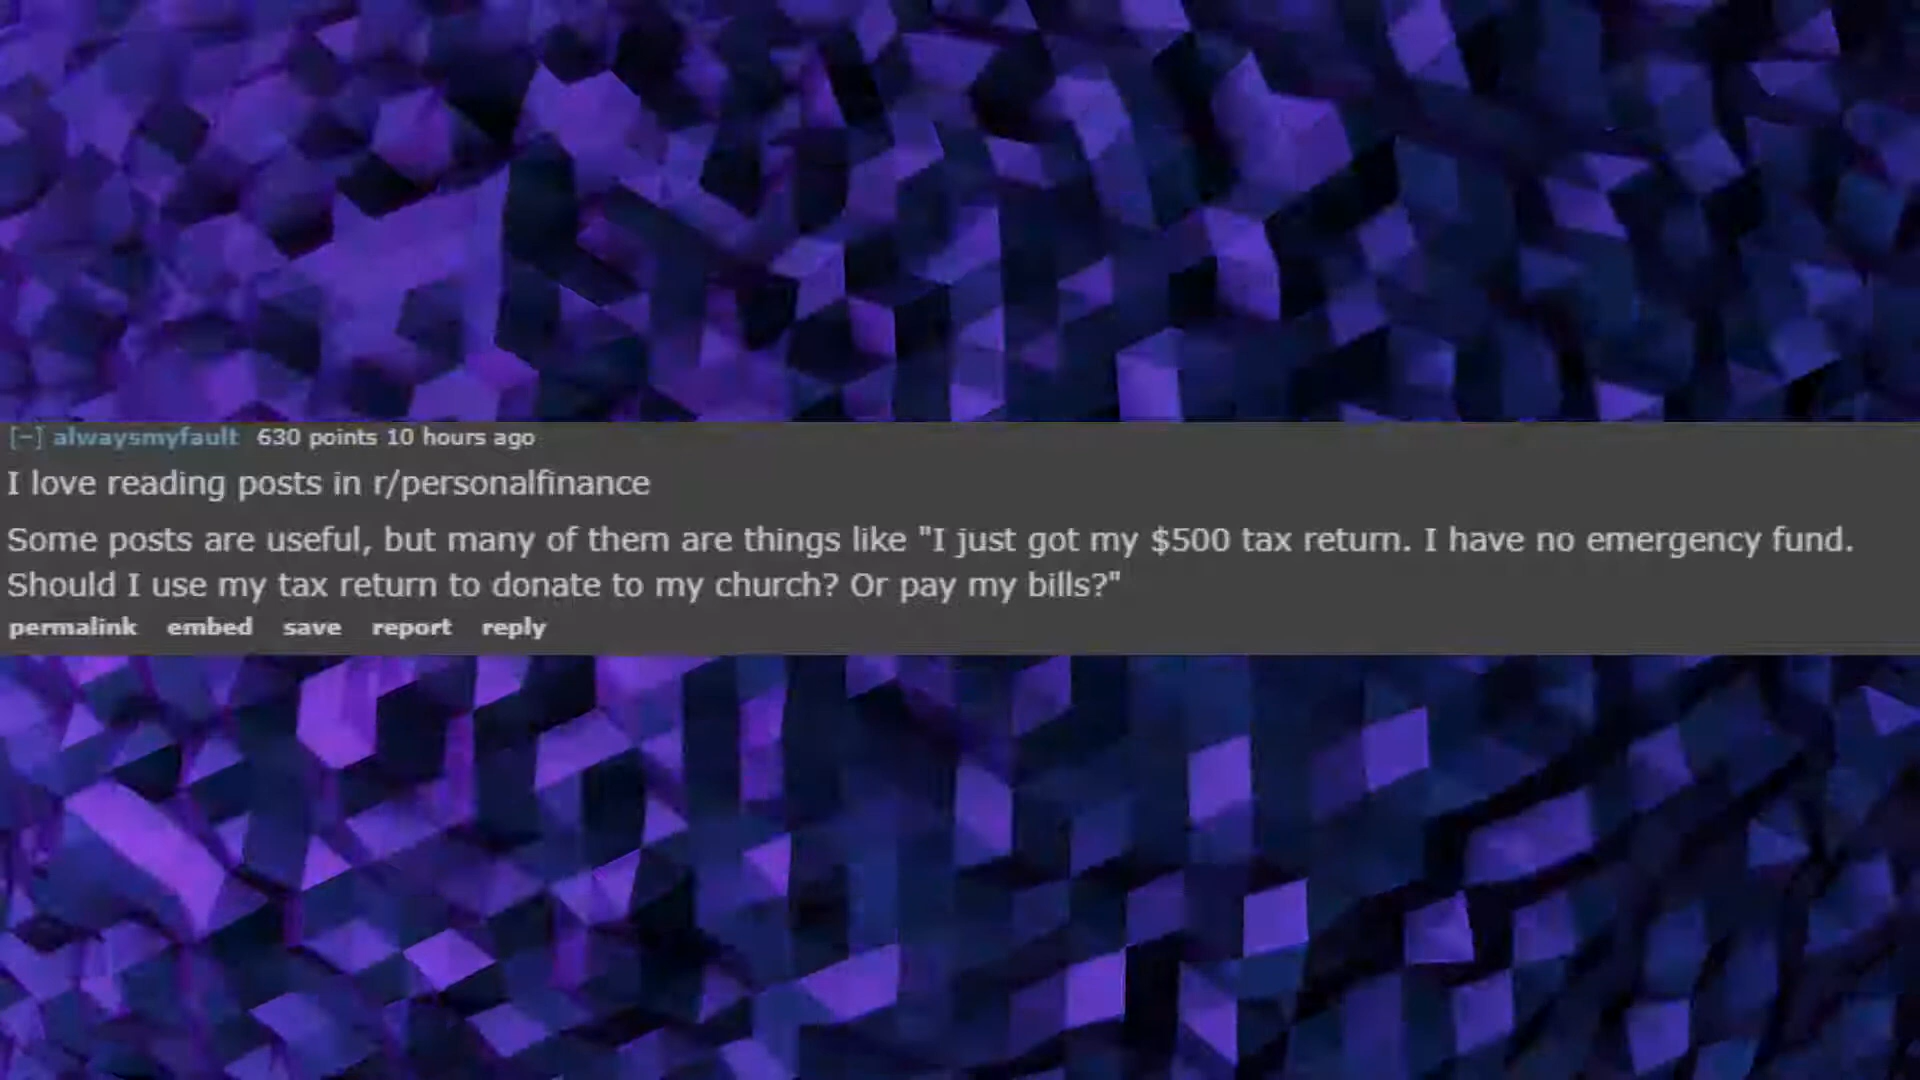 [–] alwaysmyfault 630 points 10 hours ago
I love reading posts in r/personalfinance
Some posts are useful, but many of them are things like "I just got my $500 tax return. I have no emergency fund.
Should I use my tax return to donate to my church? Or pay my bills?"
permalink embed save report reply